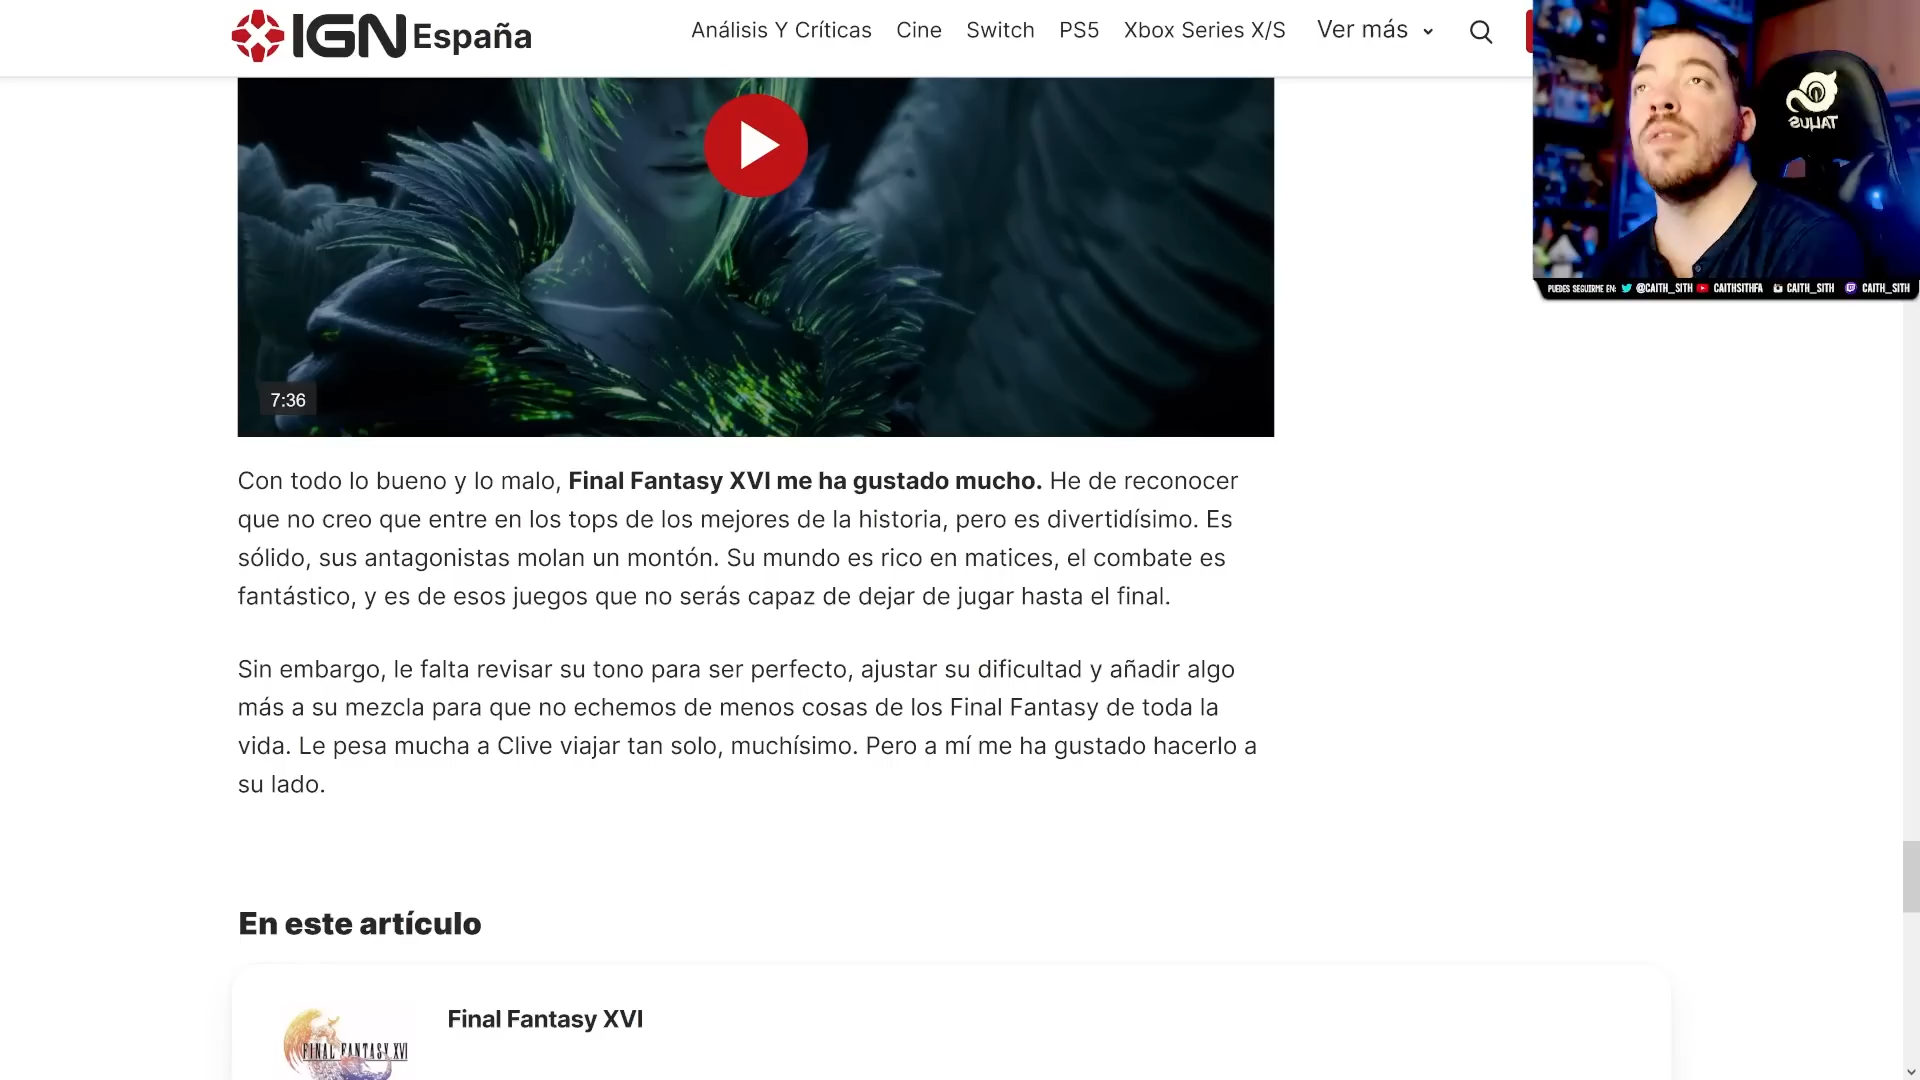 IGN España
Análisis Y Críticas Cine Switch PS5 Xbox Series X/S Ver más
TALIUS
PUEDES SEGUIRME EN: @CAITH_SITH CAITHSITHFA CAITH_SITH CAITH_SITH
7:36
Con todo lo bueno y lo malo, Final Fantasy XVI me ha gustado mucho. He de reconocer
que no creo que entre en los tops de los mejores de la historia, pero es divertidísimo. Es
sólido, sus antagonistas molan un montón. Su mundo es rico en matices, el combate es
fantástico, y es de esos juegos que no serás capaz de dejar de jugar hasta el final.
Sin embargo, le falta revisar su tono para ser perfecto, ajustar su dificultad y añadir algo
más a su mezcla para que no echemos de menos cosas de los Final Fantasy de toda la
vida. Le pesa mucha a Clive viajar tan solo, muchísimo. Pero a mí me ha gustado hacerlo a
su lado.
En este artículo
Final Fantasy XVI
FINAL FANTASY XVI